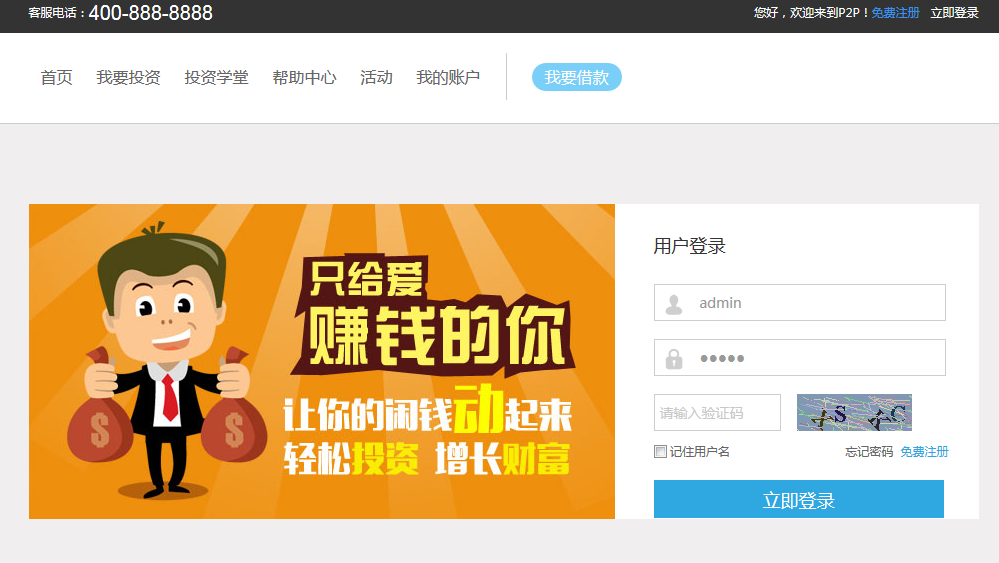 客服电话：400-888-8888
您好，欢迎来到P2P！免费注册 立即登录
首页 我要投资 投资学堂 帮助中心 活动 我的账户 我要借款
只给爱
赚钱的你
让你的闲钱动起来
轻松投资 增长财富
$ $
用户登录
admin
请输入验证码
记住用户名 忘记密码 免费注册
立即登录